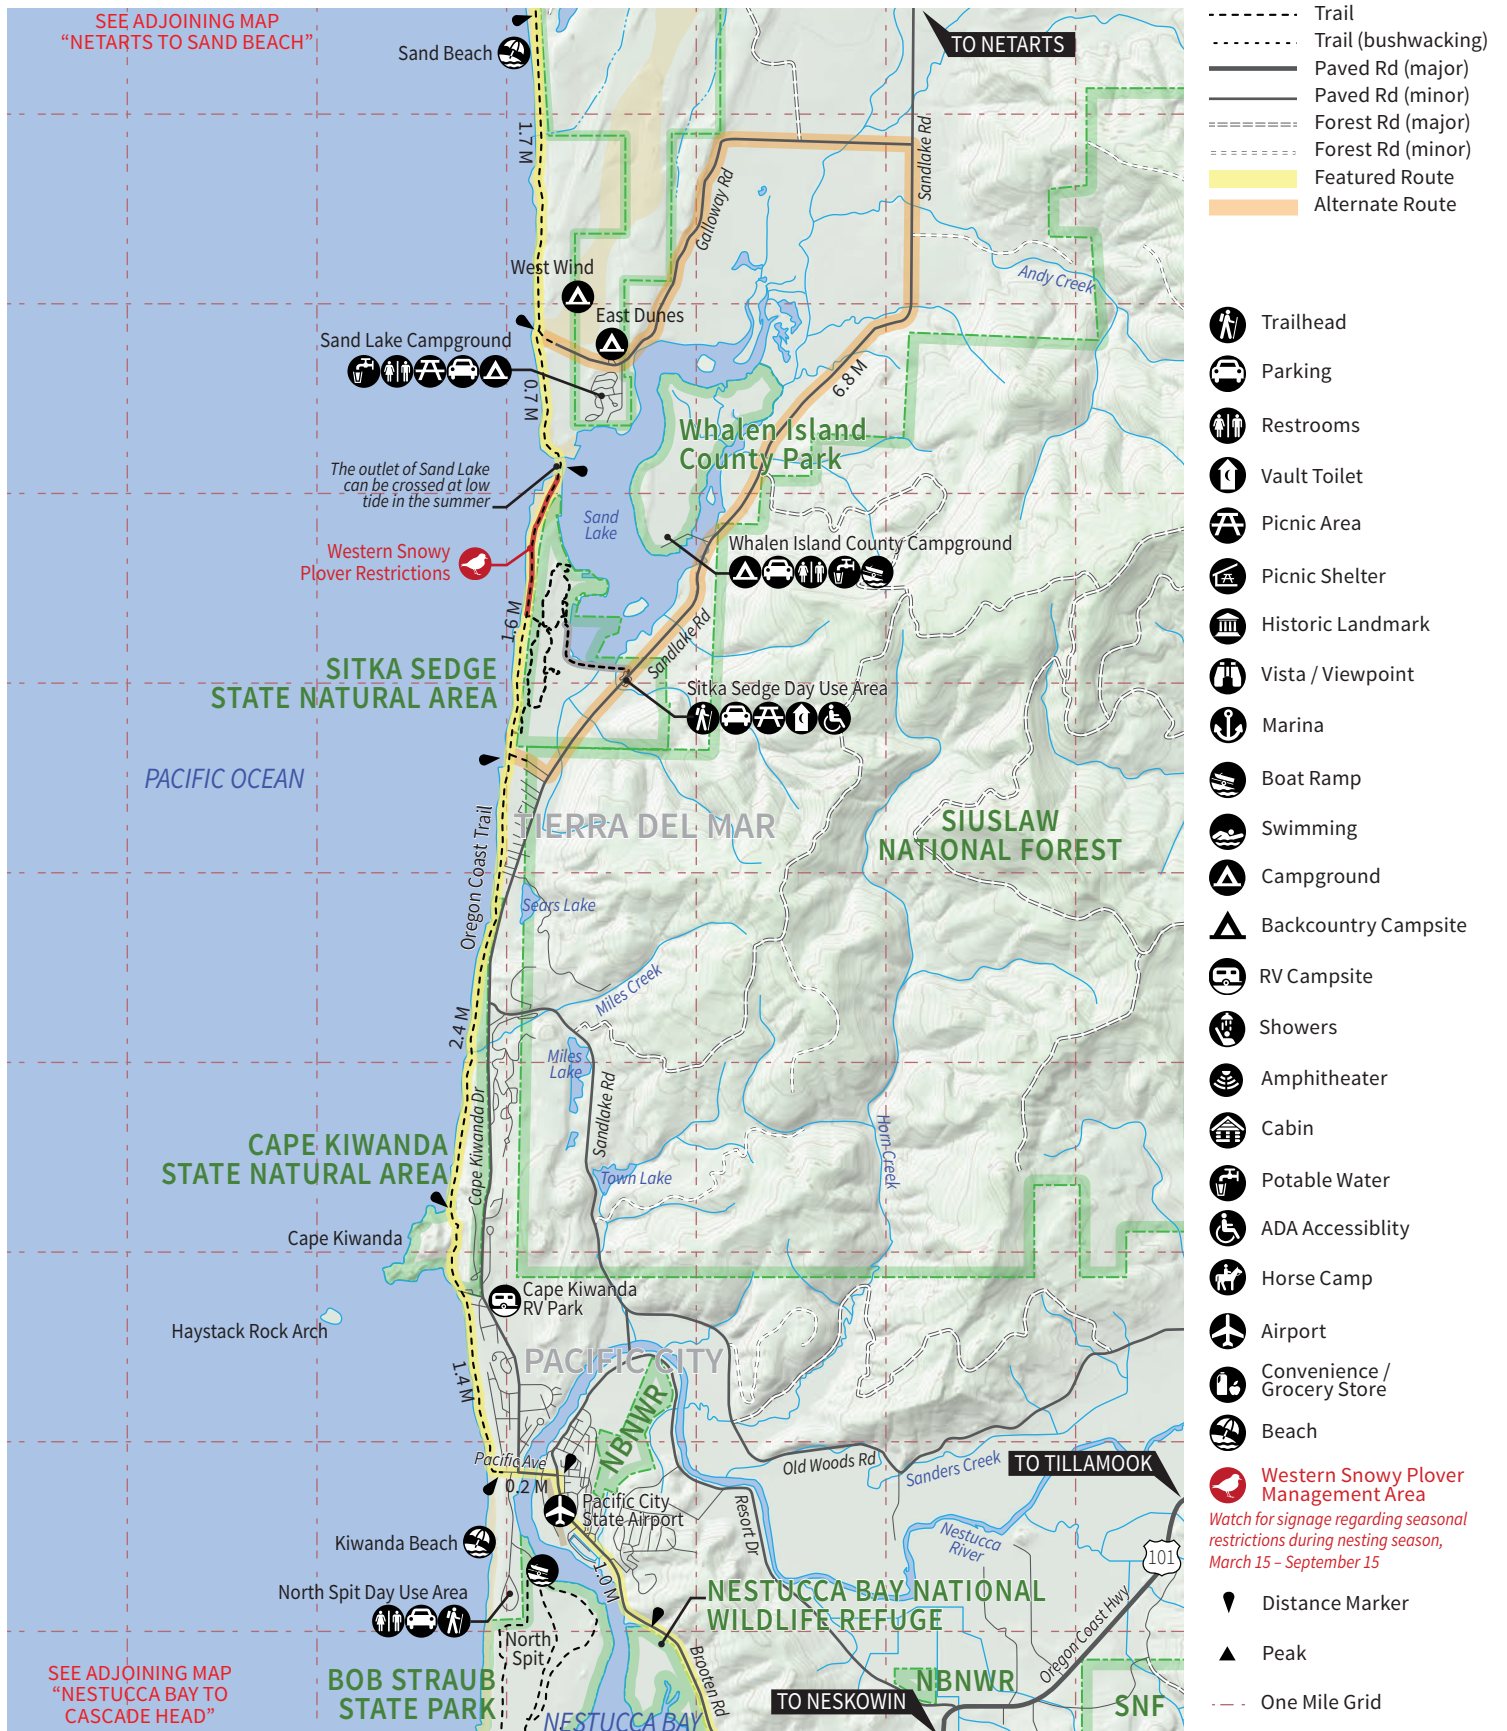 SEE ADJOINING MAP
“NETARTS TO SAND BEACH”
Sand Beach
TO NETARTS
1.7 M
Sandlake Rd
Galloway Rd
Andy Creek
West Wind
East Dunes
Sand Lake Campground
0.7 M
6.8 M
Whalen Island
County Park
The outlet of Sand Lake
can be crossed at low
tide in the summer
Sand
Lake
Western Snowy
Plover Restrictions
Whalen Island County Campground
1.6 M
Sandlake Rd
SITKA SEDGE
STATE NATURAL AREA
Sitka Sedge Day Use Area
PACIFIC OCEAN
TIERRA DEL MAR
SIUSLAW
NATIONAL FOREST
Oregon Coast Trail
Sears Lake
Miles Creek
2.4 M
Miles
Lake
Sandlake Rd
Cape Kiwanda Dr
Horn Creek
CAPE KIWANDA
STATE NATURAL AREA
Town Lake
Cape Kiwanda
Cape Kiwanda
RV Park
Haystack Rock Arch
PACIFIC CITY
1.4 M
NBNWR
Pacific Ave
0.2 M
Old Woods Rd
Sanders Creek
TO TILLAMOOK
Pacific City
State Airport
Resort Dr
Nestucca
River
101
Kiwanda Beach
1.0 M
North Spit Day Use Area
NESTUCCA BAY NATIONAL
WILDLIFE REFUGE
Oregon Coast Hwy
North
Spit
Brooten Rd
SEE ADJOINING MAP
“NESTUCCA BAY TO
CASCADE HEAD”
BOB STRAUB
STATE PARK
NBNWR
TO NESKOWIN
SNF
NESTUCCA BAY
Trail
Trail (bushwacking)
Paved Rd (major)
Paved Rd (minor)
Forest Rd (major)
Forest Rd (minor)
Featured Route
Alternate Route
Trailhead
Parking
Restrooms
Vault Toilet
Picnic Area
Picnic Shelter
Historic Landmark
Vista / Viewpoint
Marina
Boat Ramp
Swimming
Campground
Backcountry Campsite
RV Campsite
Showers
Amphitheater
Cabin
Potable Water
ADA Accessiblity
Horse Camp
Airport
Convenience /
Grocery Store
Beach
Western Snowy Plover
Management Area
Watch for signage regarding seasonal
restrictions during nesting season,
March 15 – September 15
Distance Marker
Peak
One Mile Grid